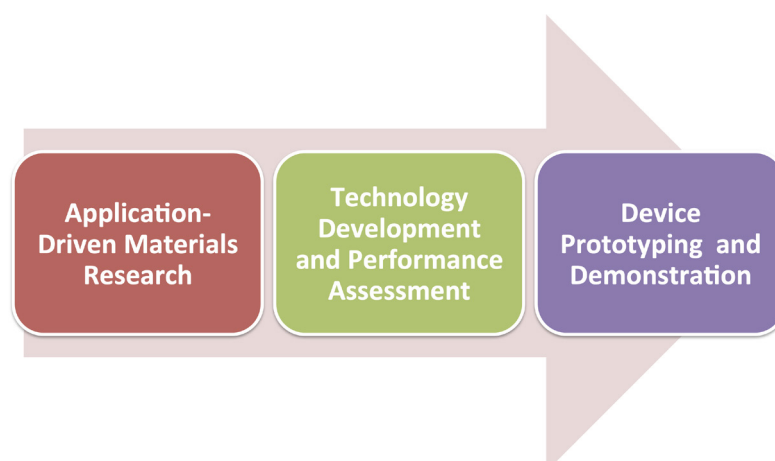 Application-
Driven Materials
Research
Technology
Development
and Performance
Assessment
Device
Prototyping and
Demonstration